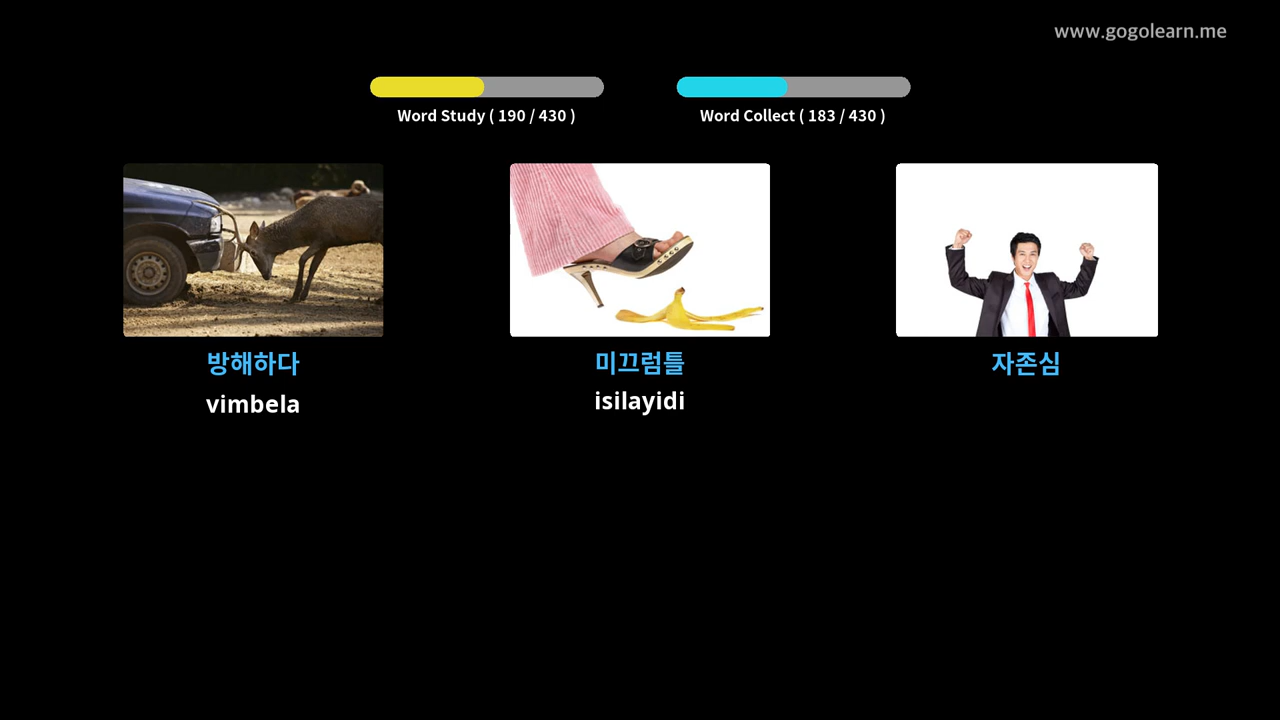 www.gogolearn.me
Word Study ( 190 / 430 )
Word Collect ( 183 / 430 )
방해하다
미끄럼틀
자존심
vimbela
isilayidi